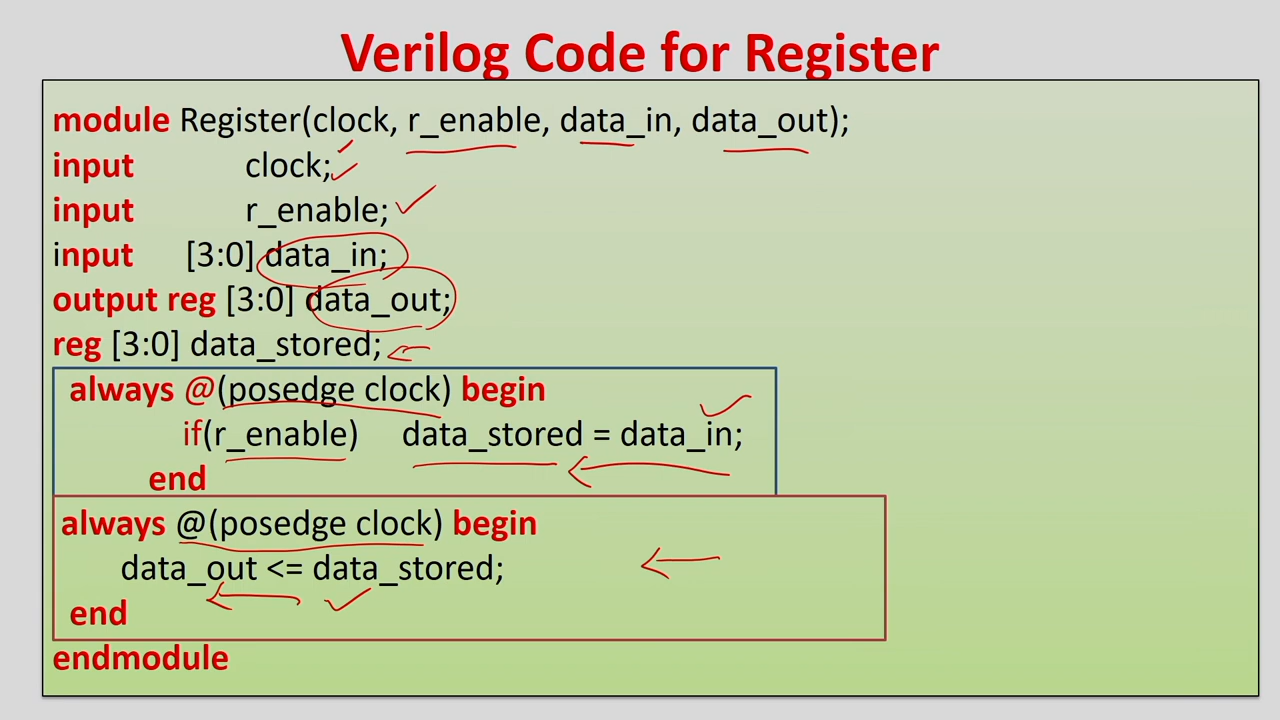 Verilog Code for Register
module Register(clock, r_enable, data_in, data_out);
input clock;
input r_enable;
input [3:0] data_in;
output reg [3:0] data_out;
reg [3:0] data_stored;
always @(posedge clock) begin
if(r_enable) data_stored = data_in;
end
always @(posedge clock) begin
data_out <= data_stored;
end
endmodule